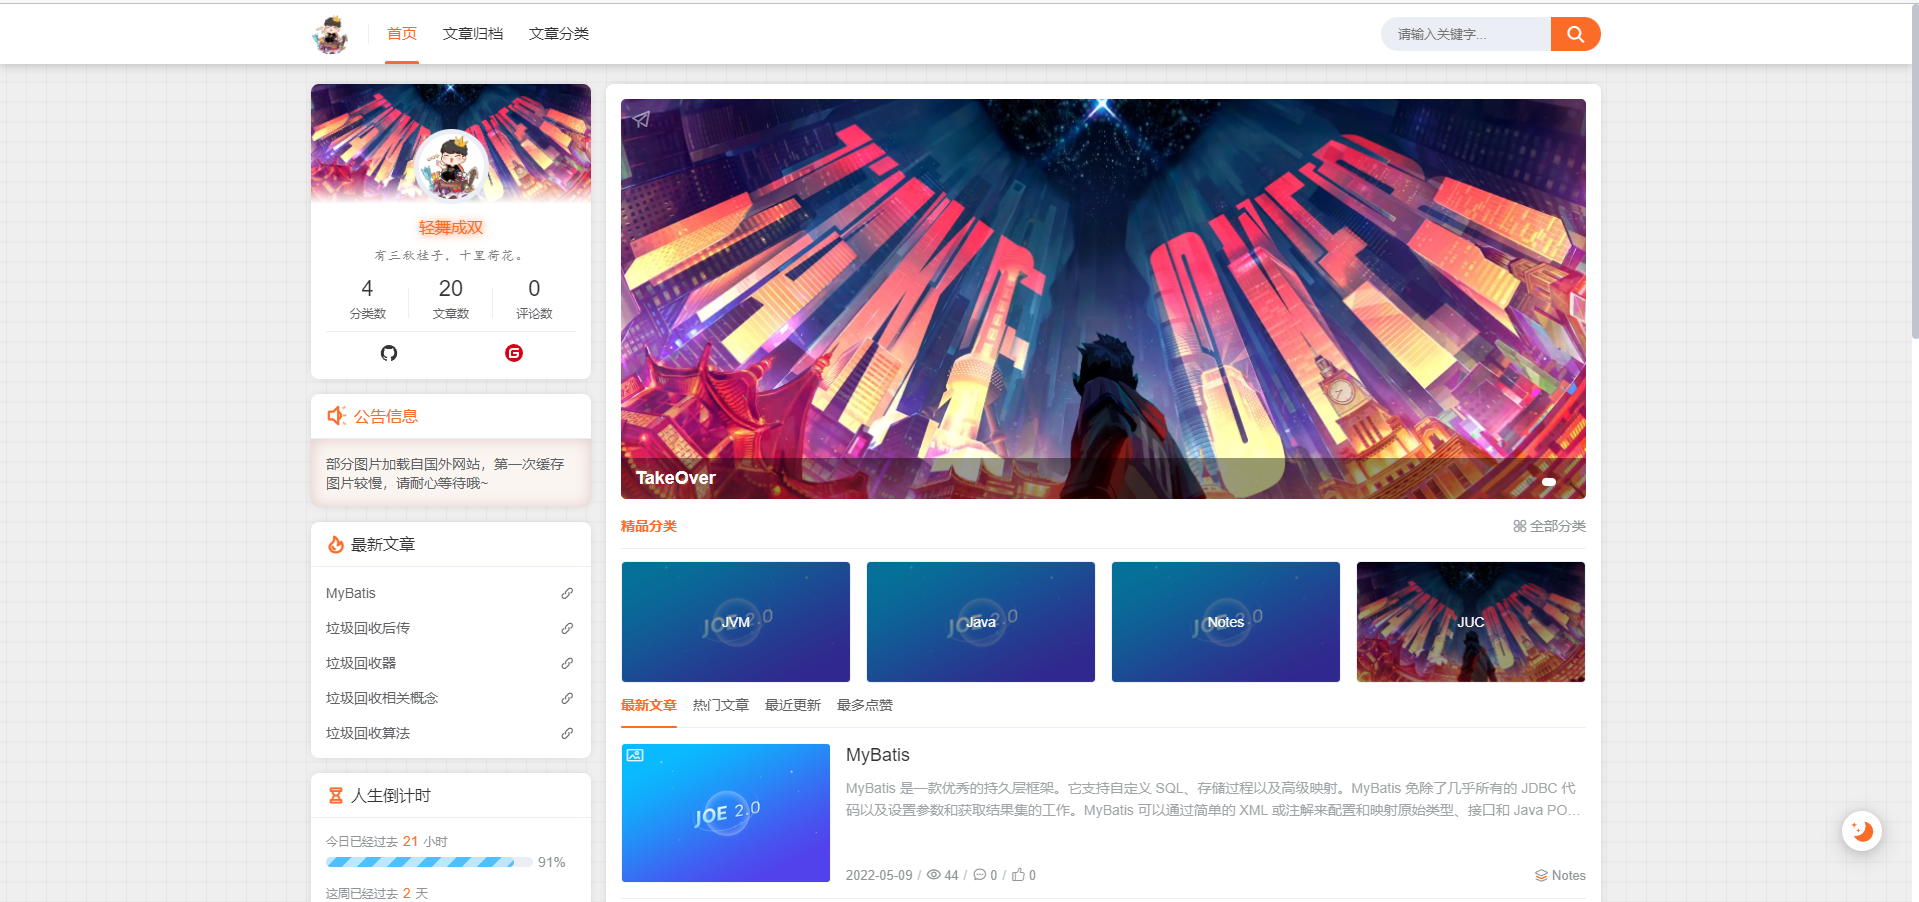 首页
文章归档
文章分类
请输入关键字...
轻舞成双
有三秋桂子，十里荷花。
4
20
0
分类数
文章数
评论数
公告信息
部分图片加载自国外网站，第一次缓存
图片较慢，请耐心等待哦~
最新文章
MyBatis
垃圾回收后传
垃圾回收器
垃圾回收相关概念
垃圾回收算法
人生倒计时
今日已经过去 21 小时
91%
这周已经过去 2 天
TakeOver
精品分类
全部分类
JOE 2.0
JVM
JOE 2.0
Java
JOE 2.0
Notes
JUC
最新文章
热门文章
最近更新
最多点赞
JOE 2.0
MyBatis
MyBatis 是一款优秀的持久层框架。它支持自定义 SQL、存储过程以及高级映射。MyBatis 免除了几乎所有的 JDBC 代
码以及设置参数和获取结果集的工作。MyBatis 可以通过简单的 XML 或注解来配置和映射原始类型、接口和 Java PO...
2022-05-09 / 44 / 0 / 0
Notes